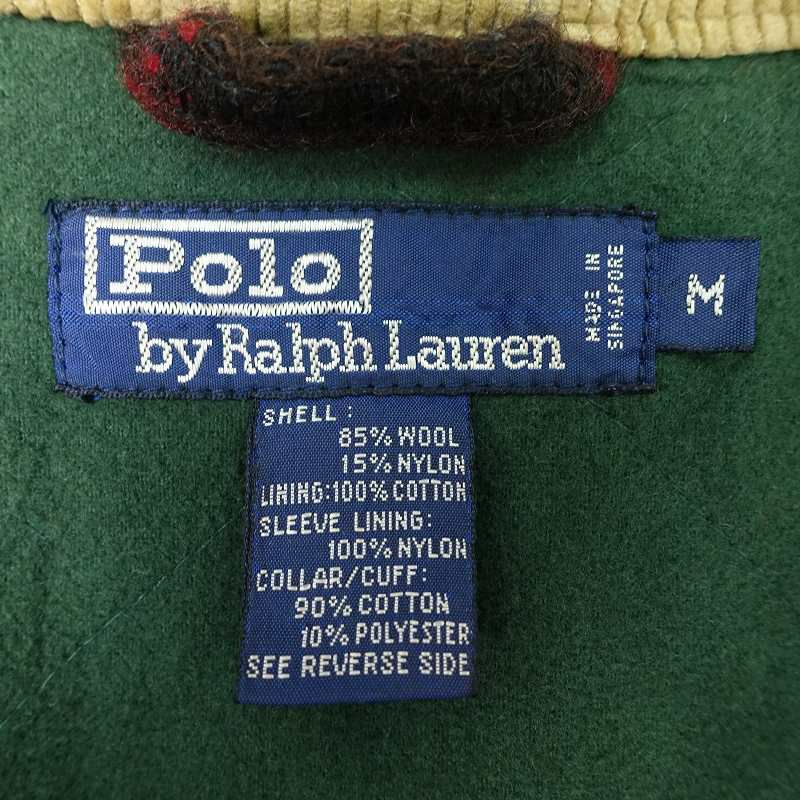 Polo
by Ralph Lauren
MADE IN
SINGAPORE
M
SHELL :
85% WOOL
15% NYLON
LINING:100% COTTON
SLEEVE LINING:
100% NYLON
COLLAR/CUFF:
90% COTTON
10% POLYESTER
SEE REVERSE SIDE